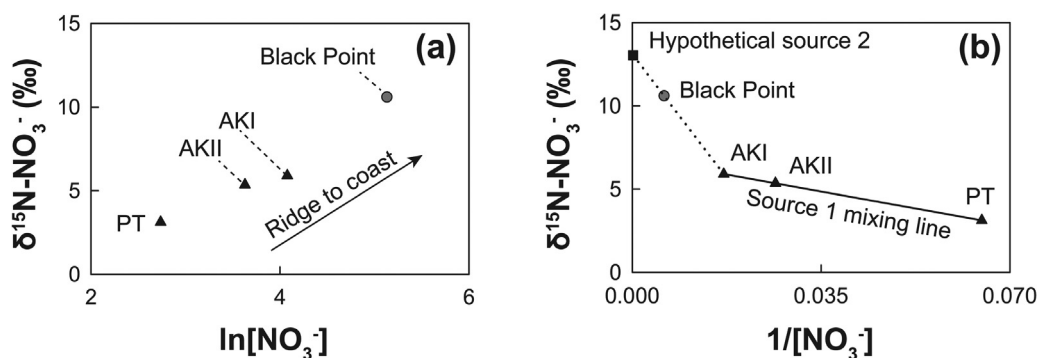 15
10
5
0
δ¹⁵N-NO₃⁻ (‰)
(a)
Black Point
AKI
AKII
PT
Ridge to coast
2
4
6
ln[NO₃⁻]
15
10
5
0
δ¹⁵N-NO₃⁻ (‰)
(b)
Hypothetical source 2
Black Point
AKI
AKII
PT
Source 1 mixing line
0.000
0.035
0.070
1/[NO₃⁻]